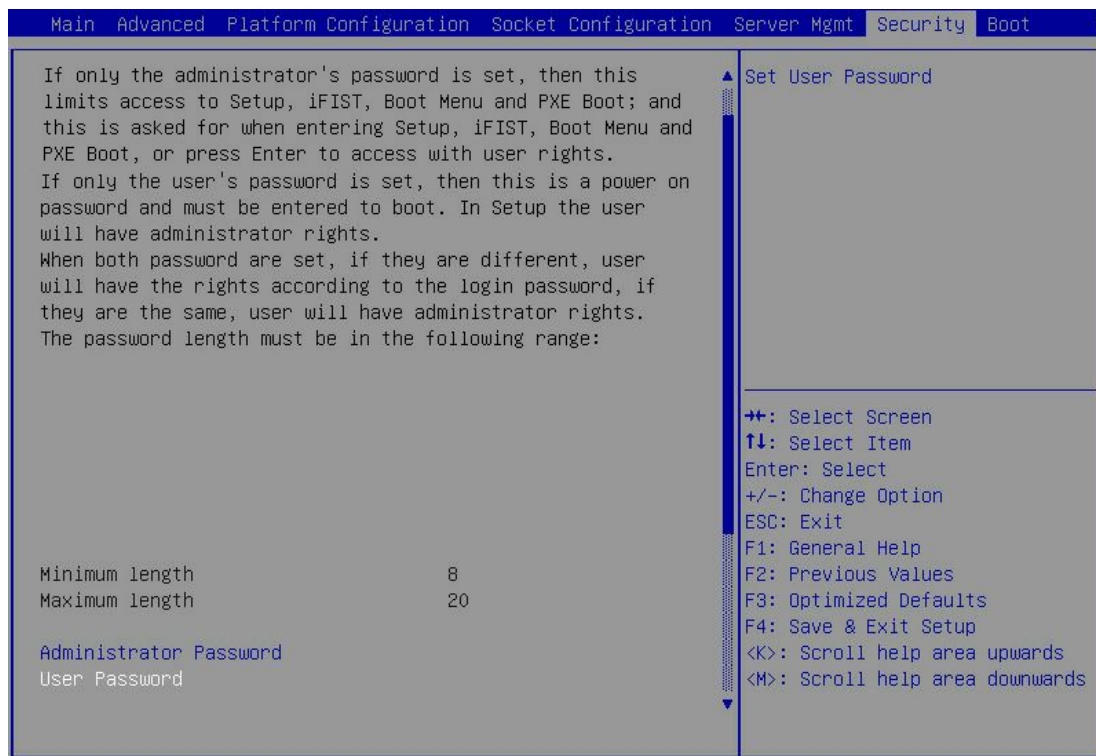 Main Advanced Platform Configuration Socket Configuration Server Mgmt Security Boot
If only the administrator's password is set, then this
limits access to Setup, iFIST, Boot Menu and PXE Boot; and
this is asked for when entering Setup, iFIST, Boot Menu and
PXE Boot, or press Enter to access with user rights.
If only the user's password is set, then this is a power on
password and must be entered to boot. In Setup the user
will have administrator rights.
When both password are set, if they are different, user
will have the rights according to the login password, if
they are the same, user will have administrator rights.
The password length must be in the following range:
Minimum length 8
Maximum length 20
Administrator Password
User Password
Set User Password
→←: Select Screen
↑↓: Select Item
Enter: Select
+/-: Change Option
ESC: Exit
F1: General Help
F2: Previous Values
F3: Optimized Defaults
F4: Save & Exit Setup
<K>: Scroll help area upwards
<M>: Scroll help area downwards